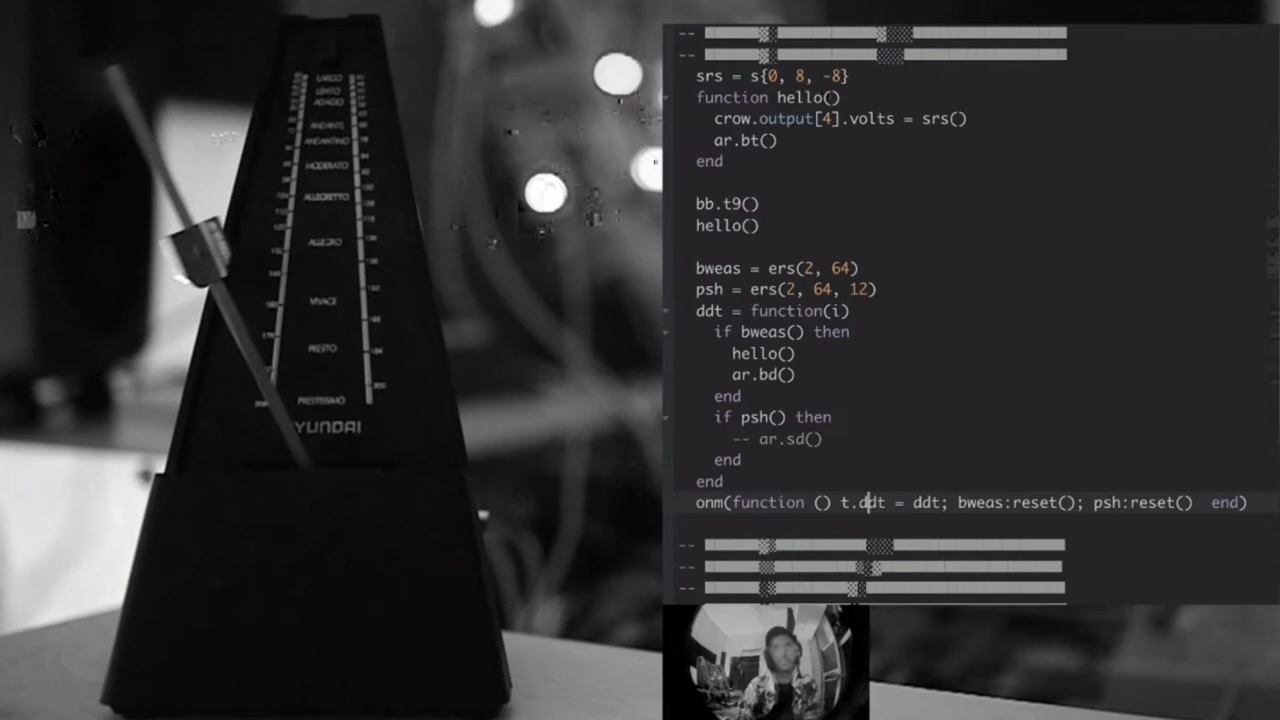 LARGO
LENTO
ADAGIO
ANDANTE
ANDANTINO
MODERATO
ALLEGRETTO
ALLEGRO
VIVACE
PRESTO
PRESTISSIMO
YUNDAI
--
--
srs = s{0, 8, -8}
function hello()
crow.output[4].volts = srs()
ar.bt()
end
bb.t9()
hello()
bweas = ers(2, 64)
psh = ers(2, 64, 12)
ddt = function(i)
if bweas() then
hello()
ar.bd()
end
if psh() then
-- ar.sd()
end
end
onm(function () t.ddt = ddt; bweas:reset(); psh:reset()  end)
--
--
--